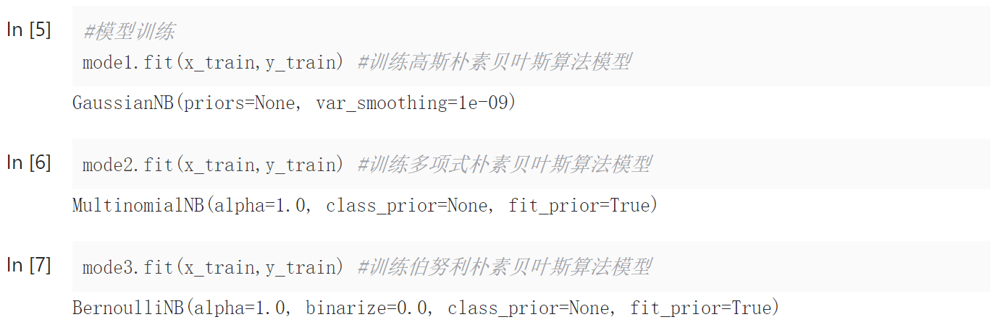 In [5]
#模型训练
mode1.fit(x_train,y_train) #训练高斯朴素贝叶斯算法模型
GaussianNB(priors=None, var_smoothing=1e-09)
In [6]
mode2.fit(x_train,y_train) #训练多项式朴素贝叶斯算法模型
MultinomialNB(alpha=1.0, class_prior=None, fit_prior=True)
In [7]
mode3.fit(x_train,y_train) #训练伯努利朴素贝叶斯算法模型
BernoulliNB(alpha=1.0, binarize=0.0, class_prior=None, fit_prior=True)